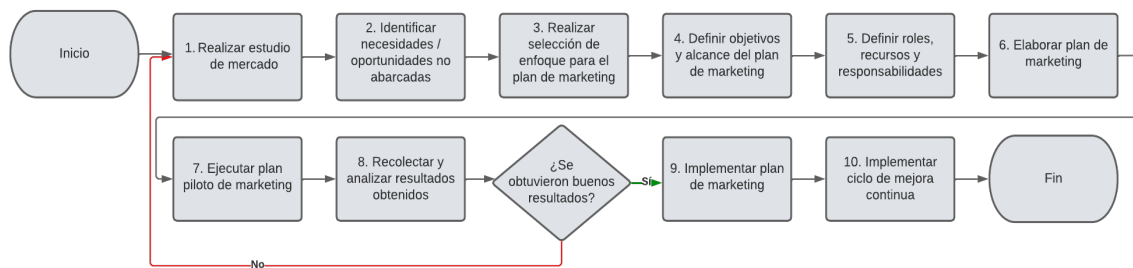 Inicio
1. Realizar estudio
de mercado
2. Identificar
necesidades /
oportunidades no
abarcadas
3. Realizar
selección de
enfoque para el
plan de marketing
4. Definir objetivos
y alcance del plan
de marketing
5. Definir roles,
recursos y
responsabilidades
6. Elaborar plan de
marketing
7. Ejecutar plan
piloto de marketing
8. Recolectar y
analizar resultados
obtenidos
¿Se
obtuvieron buenos
resultados?
Sí
9. Implementar plan
de marketing
10. Implementar
ciclo de mejora
continua
Fin
No